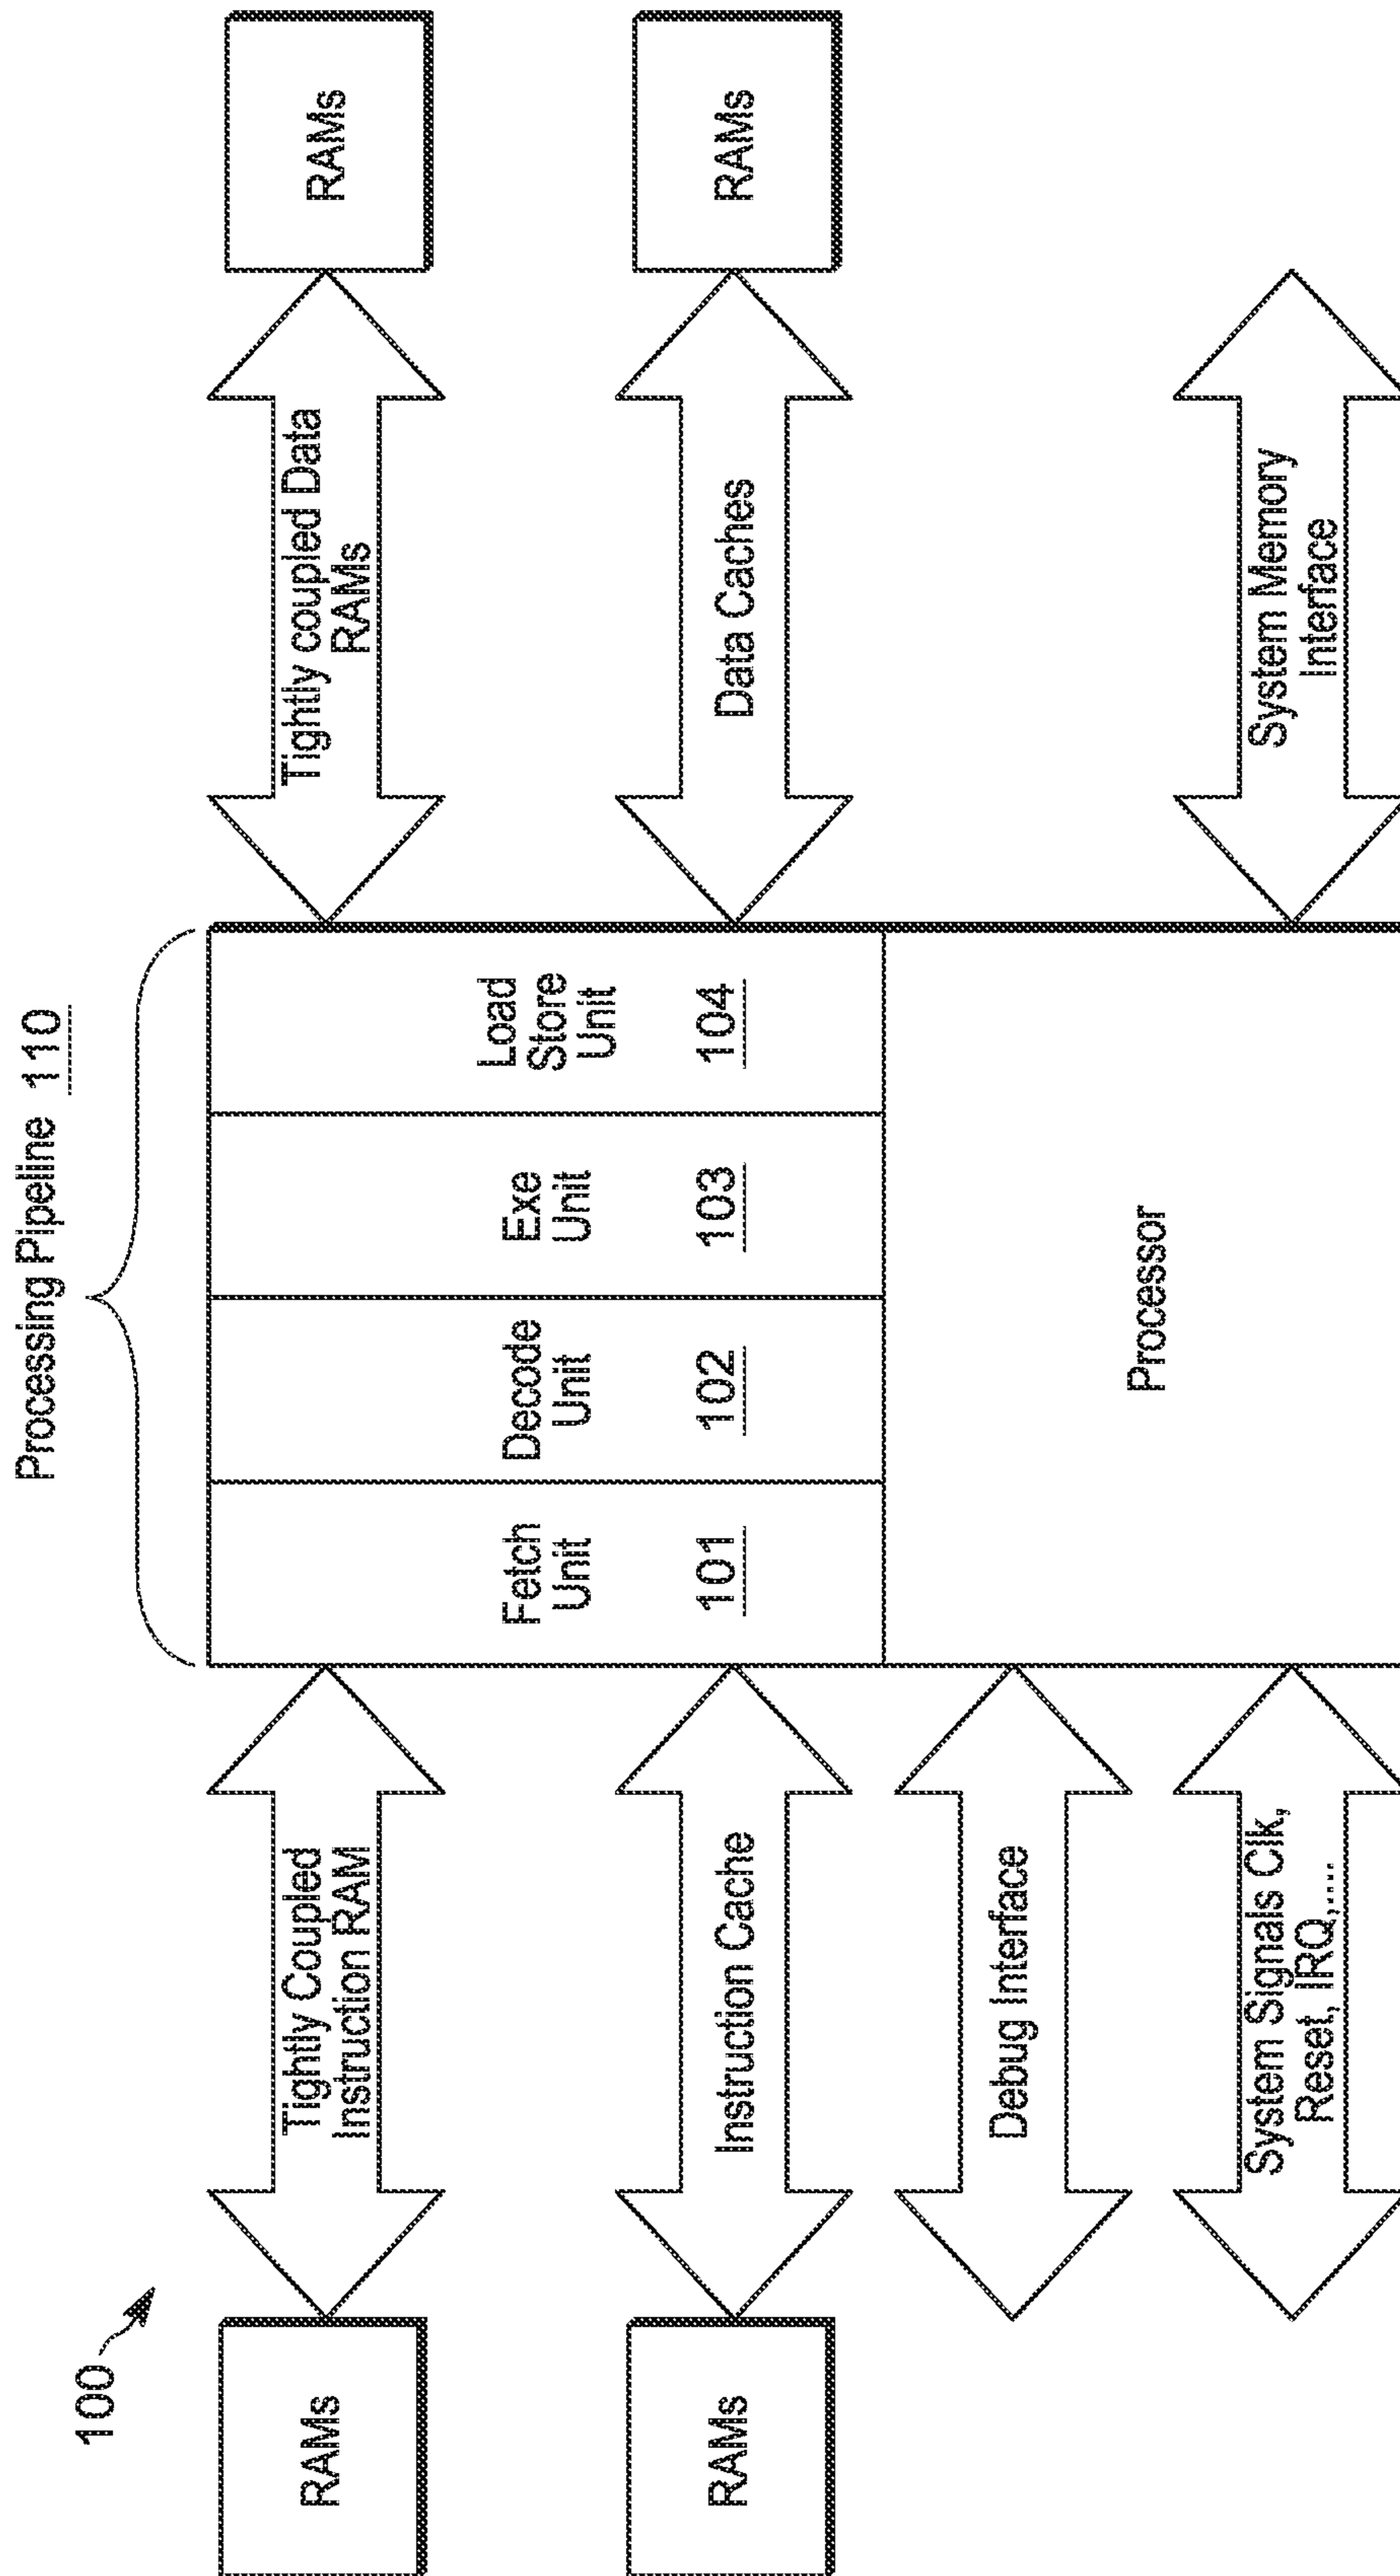 Processing Pipeline 110
100
RAMs
Tightly Coupled
Instruction RAM
Fetch
Unit
101
Decode
Unit
102
Exe
Unit
103
Load
Store
Unit
104
Tightly coupled Data
RAMs
RAMs
RAMs
Instruction Cache
Data Caches
RAMs
Debug Interface
Processor
System Signals Clk,
Reset, IRQ,....
System Memory
Interface